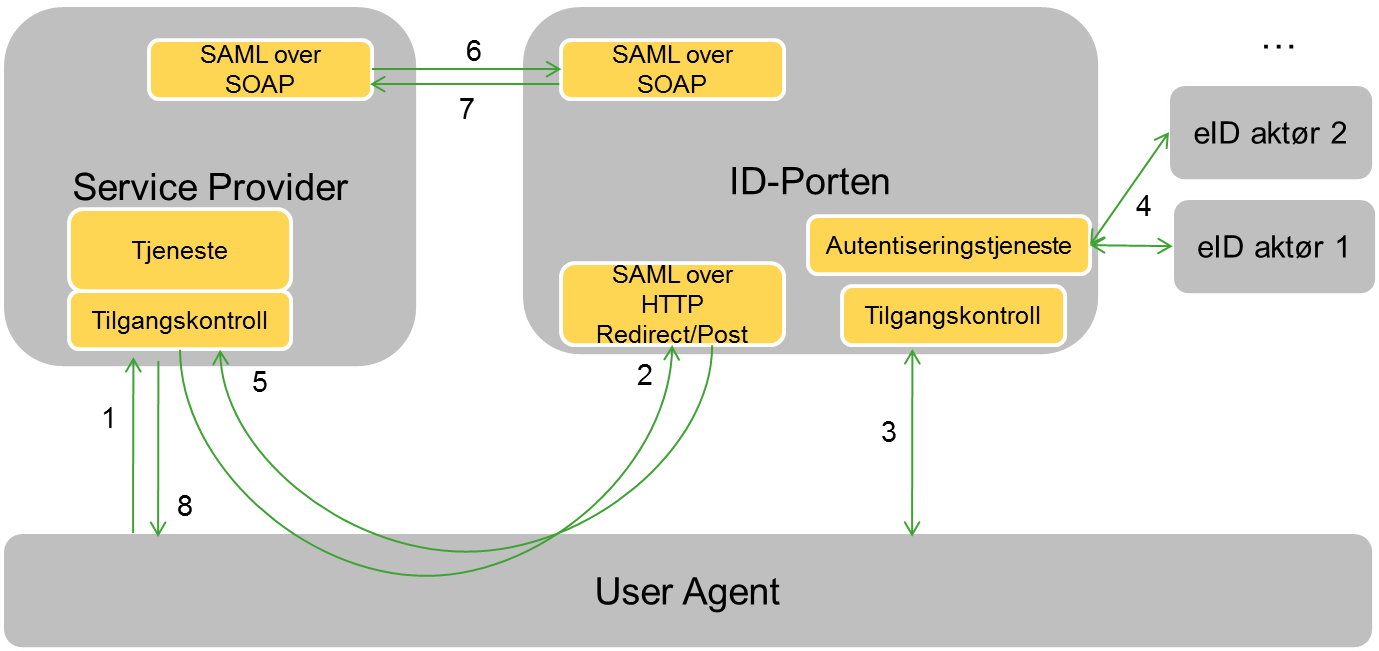 SAML over
SOAP
6
7
SAML over
SOAP
...
eID aktør 2
Service Provider
ID-Porten
4
Tjeneste
Autentiseringstjeneste
eID aktør 1
SAML over
HTTP
Redirect/Post
Tilgangskontroll
Tilgangskontroll
1
5
2
3
8
User Agent